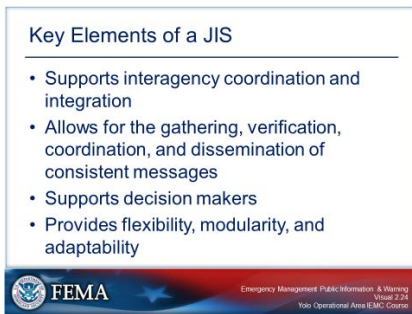 Key Elements of a JIS
• Supports interagency coordination and
integration
• Allows for the gathering, verification,
coordination, and dissemination of
consistent messages
• Supports decision makers
• Provides flexibility, modularity, and
adaptability
FEMA
Emergency Management Public Information & Warning
Visual 2.24
Yolo Operational Area IEMC Course